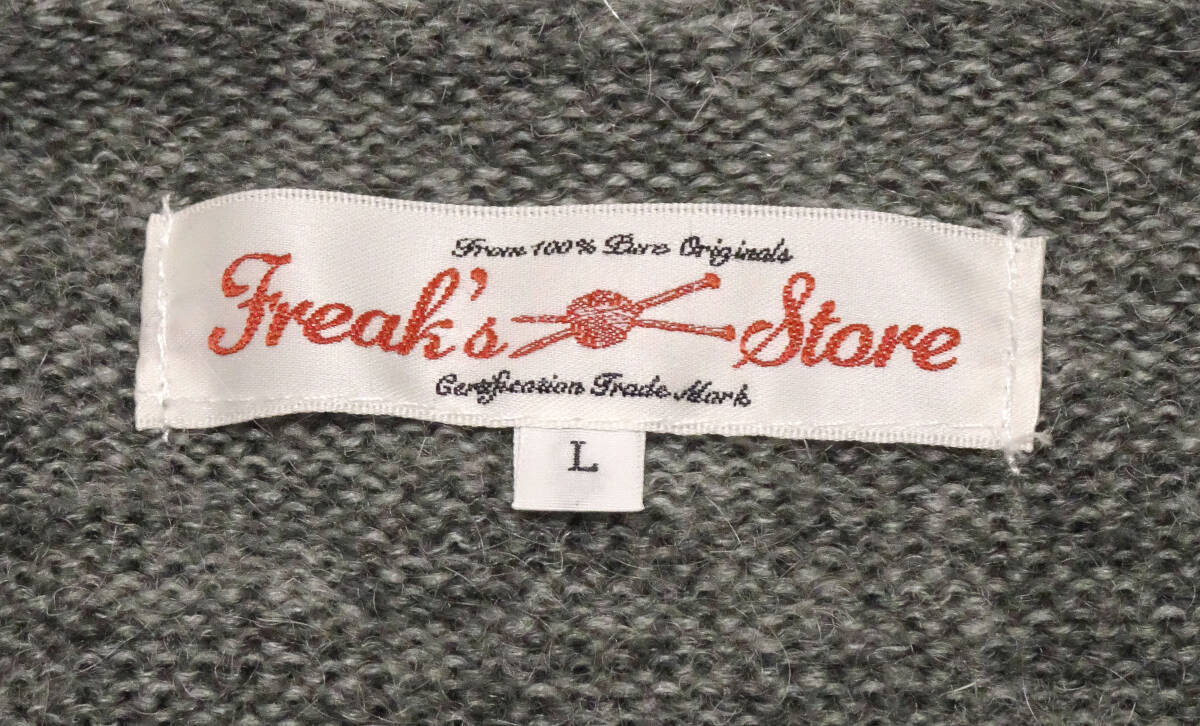 From 100% Pure Originals
Freak's Store
Certification Trade Mark
L